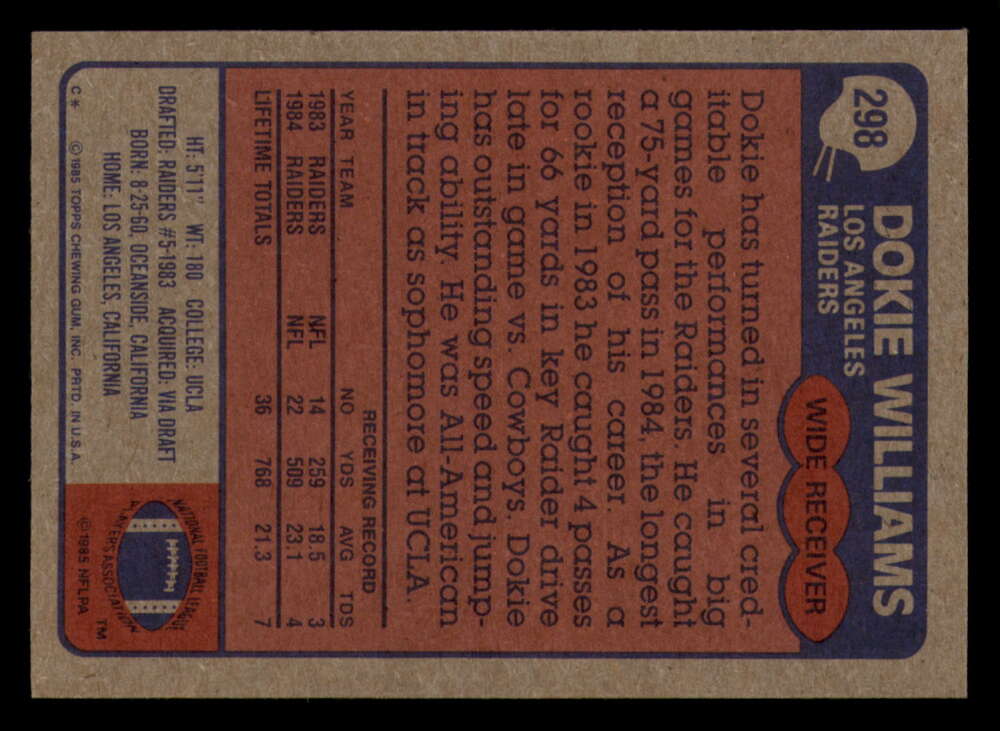 298
DOKIE WILLIAMS
LOS ANGELES
RAIDERS
WIDE RECEIVER
Dokie has turned in several cred-
itable performances in big
games for the Raiders. He caught
a 75-yard pass in 1984, the longest
reception of his career. As a
rookie in 1983 he caught 4 passes
for 66 yards in key Raider drive
late in game vs. Cowboys. Dokie
has outstanding speed and jump-
ing ability. He was All-American
in track as sophomore at UCLA.
RECEIVING RECORD
YEAR TEAM NO YDS AVG TDS
1983 RAIDERS NFL 14 259 18.5 3
1984 RAIDERS NFL 22 509 23.1 4
LIFETIME TOTALS 36 768 21.3 7
HT: 5'11" WT: 180 COLLEGE: UCLA
DRAFTED: RAIDERS #5-1983 ACQUIRED: VIA DRAFT
BORN: 8-25-60, OCEANSIDE, CALIFORNIA
HOME: LOS ANGELES, CALIFORNIA
C* © 1985 TOPPS CHEWING GUM, INC. PRTD. IN U.S.A.
NATIONAL FOOTBALL LEAGUE
PLAYERS ASSOCIATION
TM
© 1985 NFLPA